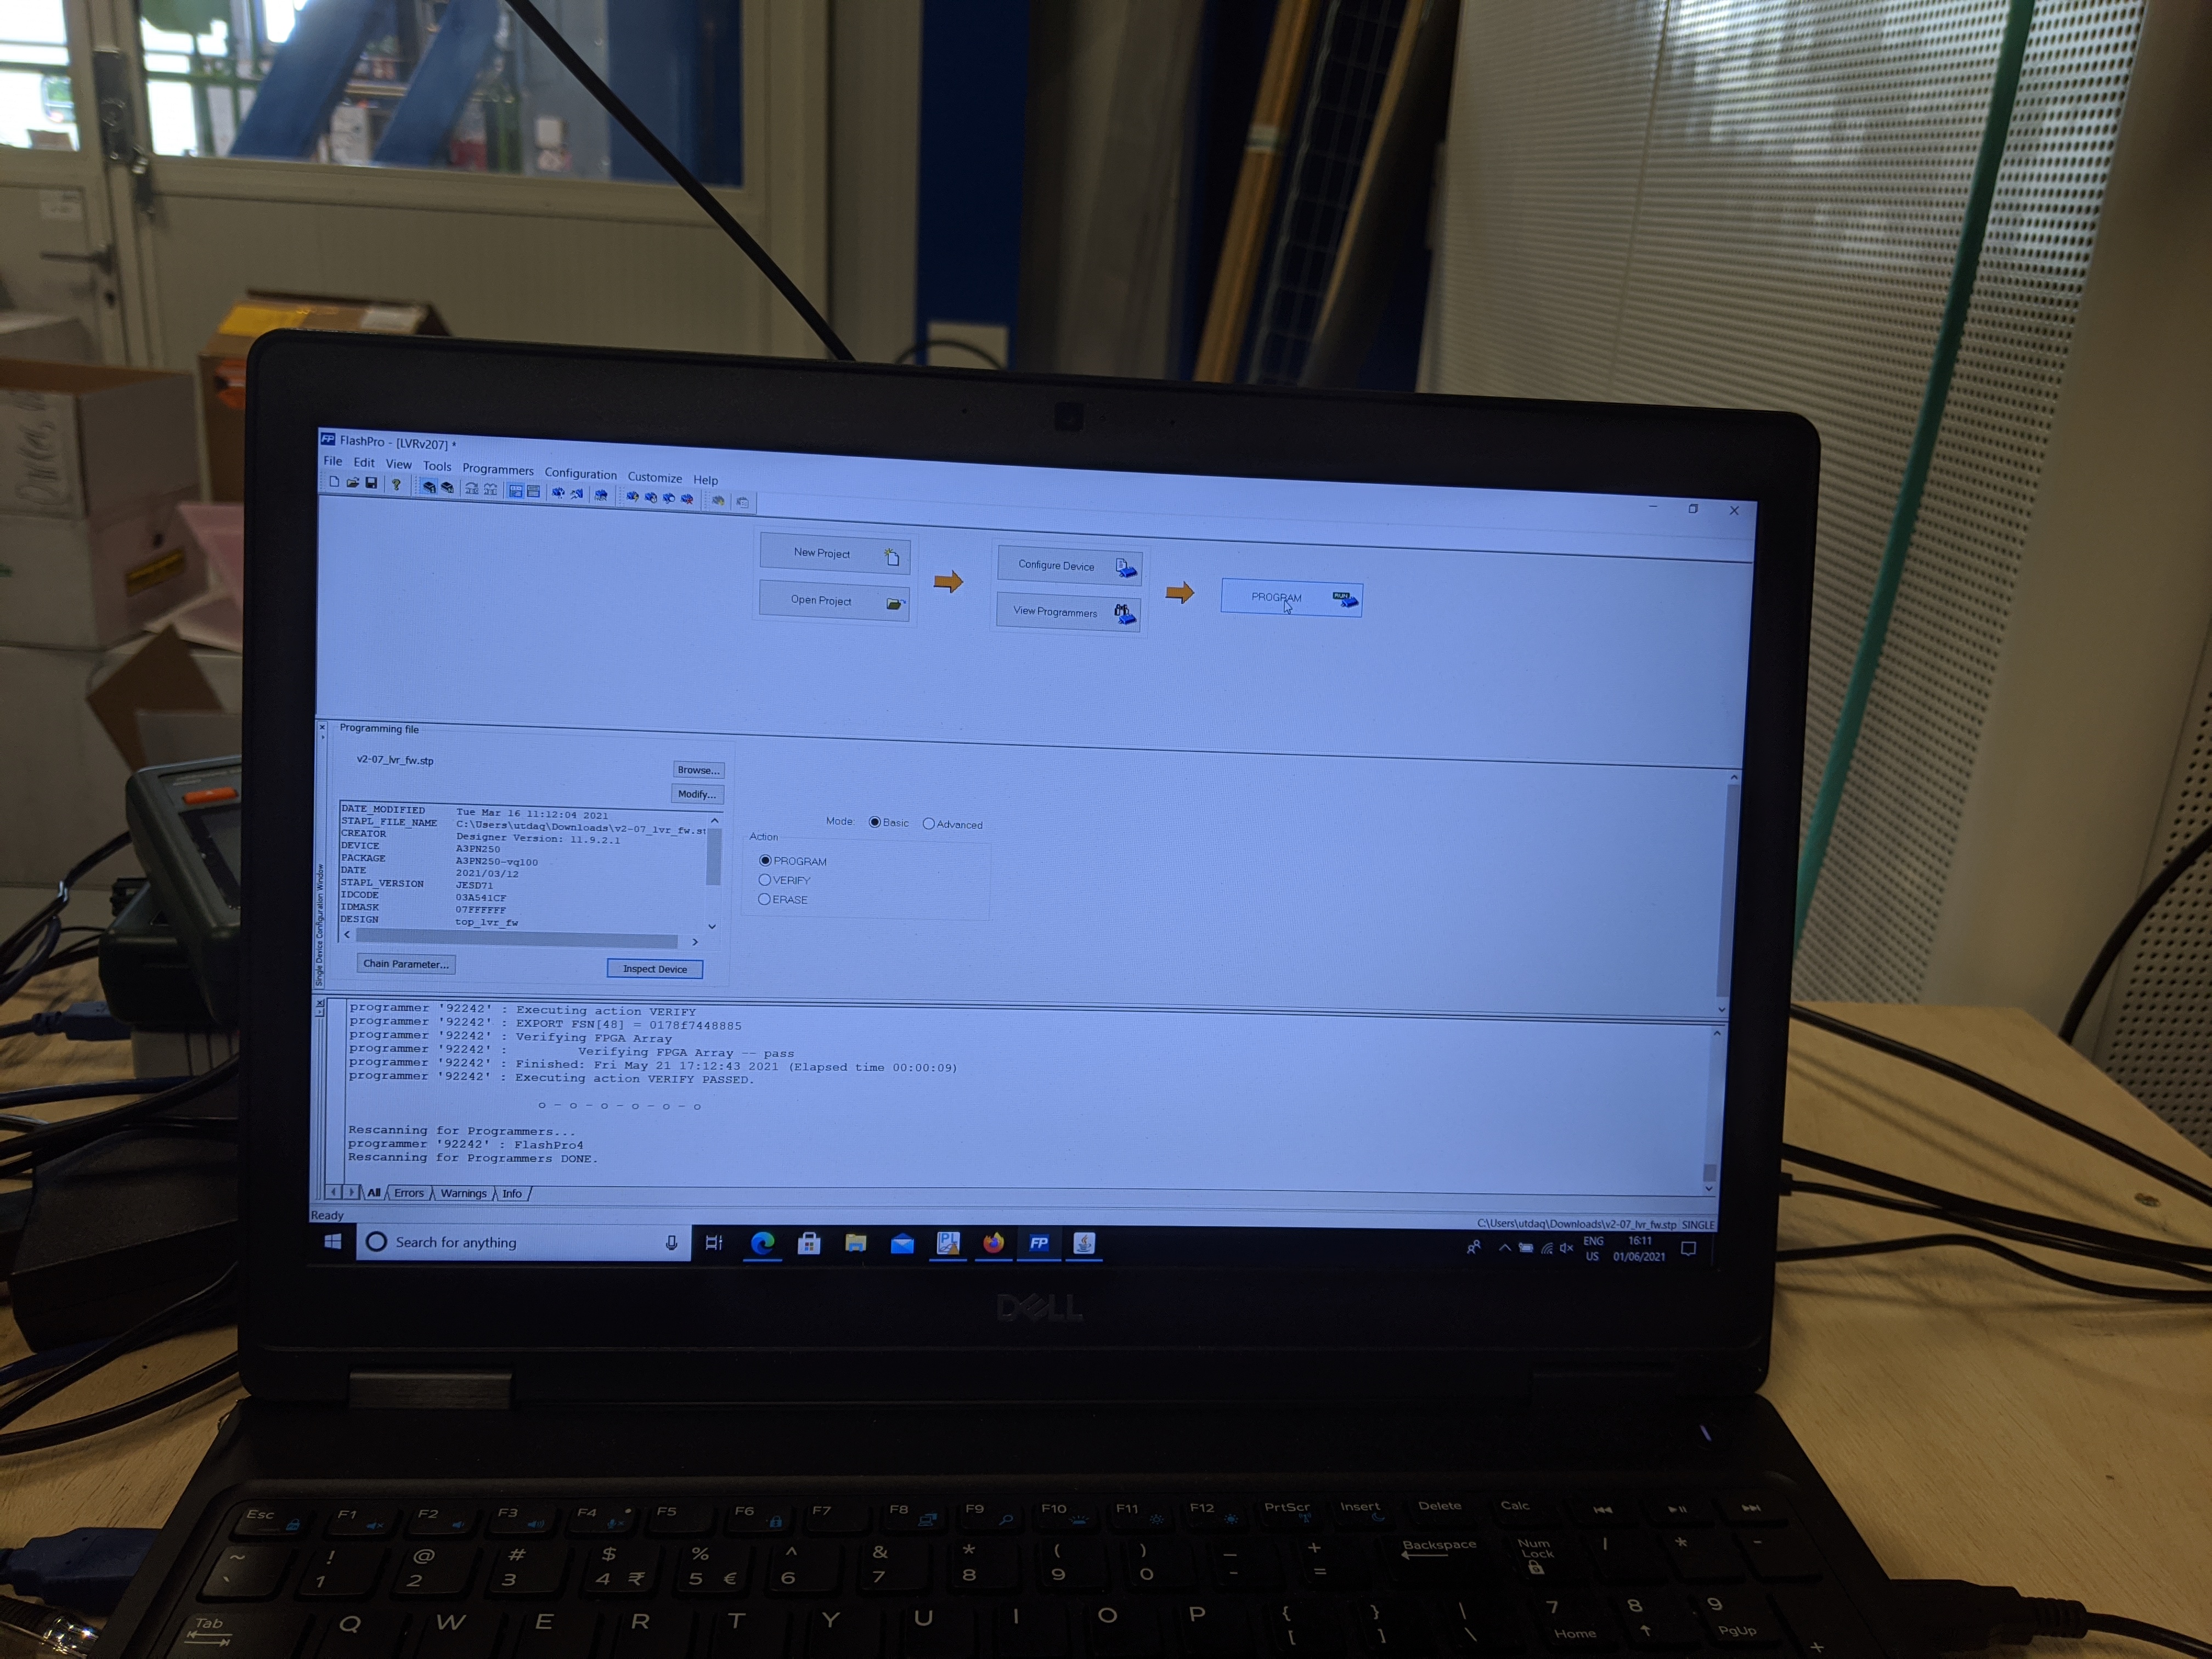 FlashPro - [LVRv207] *
File Edit View Tools Programmers Configuration Customize Help
New Project
Open Project
Configure Device
View Programmers
PROGRAM
Programming file
v2-07_lvr_fw.stp
Browse...
Modify...
DATE_MODIFIED Tue Mar 16 11:12:04 2021
STAPL_FILE_NAME C:\Users\utdaq\Downloads\v2-07_lvr_fw.st
CREATOR Designer Version: 11.9.2.1
DEVICE A3PN250
PACKAGE A3PN250-vq100
DATE 2021/03/12
STAPL_VERSION JESD71
IDCODE 03A541CF
IDMASK 07FFFFFF
DESIGN top_lvr_fw
Chain Parameter...
Inspect Device
Mode: Basic Advanced
Action
PROGRAM
VERIFY
ERASE
Single Device Configuration Window
programmer '92242' : Executing action VERIFY
programmer '92242' : EXPORT FSN[48] = 0178f7448885
programmer '92242' : Verifying FPGA Array
programmer '92242' : Verifying FPGA Array -- pass
programmer '92242' : Finished: Fri May 21 17:12:43 2021 (Elapsed time 00:00:09)
programmer '92242' : Executing action VERIFY PASSED.
o - o - o - o - o - o
Rescanning for Programmers...
programmer '92242' : FlashPro4
Rescanning for Programmers DONE.
All Errors Warnings Info
Ready
C:\Users\utdaq\Downloads\v2-07_lvr_fw.stp SINGLE
Search for anything
FP
ENG
US
16:11
01/06/2021
DELL
Esc F1 F2 F3 F4 F5 F6 F7 F8 F9 F10 F11 F12 PrtScr Insert Delete Calc
~ ! @ # $ % ^ & * ( ) _ + Backspace Num Lock / * -
` 1 2 3 4 ₹ 5 € 6 7 8 9 0 - =
Tab Q W E R T Y U I O P { [ } ] | \ 7 Home 8 9 PgUp +